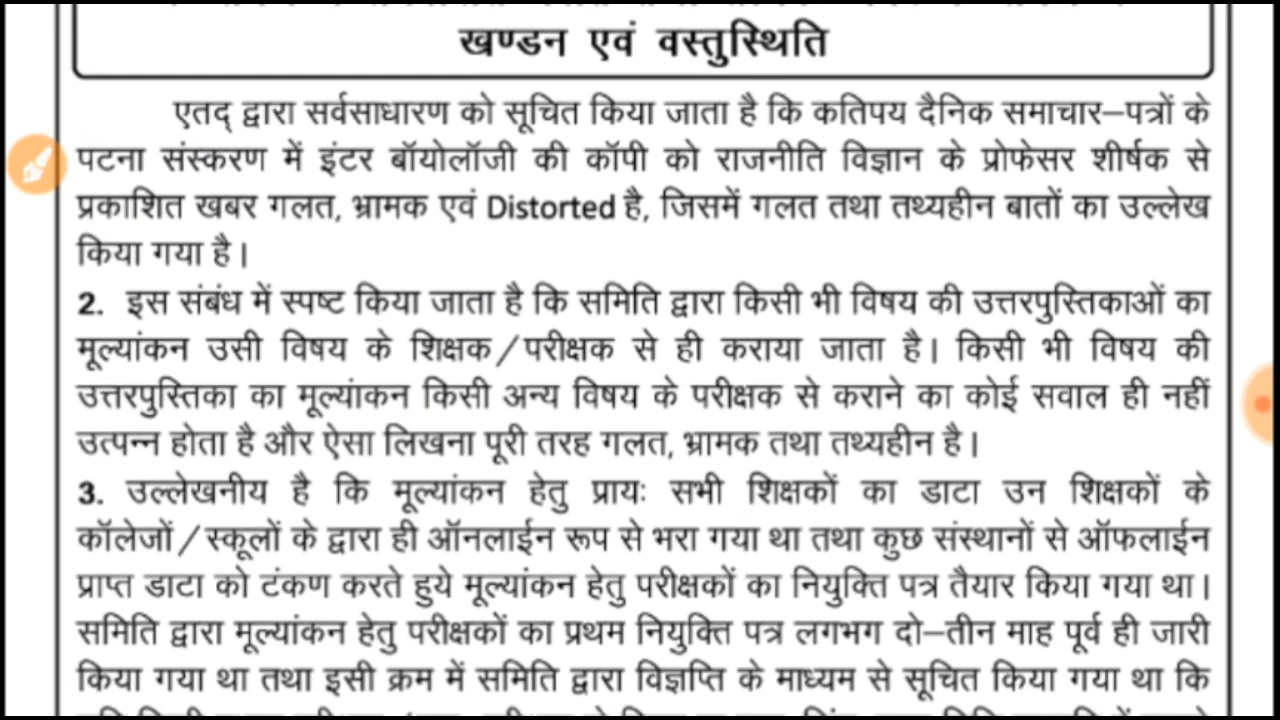 खण्डन एवं वस्तुस्थिति
एतद् द्वारा सर्वसाधारण को सूचित किया जाता है कि कतिपय दैनिक समाचार–पत्रों के
पटना संस्करण में इंटर बॉयोलॉजी की कॉपी को राजनीति विज्ञान के प्रोफेसर शीर्षक से
प्रकाशित खबर गलत, भ्रामक एवं Distorted है, जिसमें गलत तथा तथ्यहीन बातों का उल्लेख
किया गया है।
2. इस संबंध में स्पष्ट किया जाता है कि समिति द्वारा किसी भी विषय की उत्तरपुस्तिकाओं का
मूल्यांकन उसी विषय के शिक्षक/परीक्षक से ही कराया जाता है। किसी भी विषय की
उत्तरपुस्तिका का मूल्यांकन किसी अन्य विषय के परीक्षक से कराने का कोई सवाल ही नहीं
उत्पन्न होता है और ऐसा लिखना पूरी तरह गलत, भ्रामक तथा तथ्यहीन है।
3. उल्लेखनीय है कि मूल्यांकन हेतु प्रायः सभी शिक्षकों का डाटा उन शिक्षकों के
कॉलेजों/स्कूलों के द्वारा ही ऑनलाईन रूप से भरा गया था तथा कुछ संस्थानों से ऑफलाईन
प्राप्त डाटा को टंकण करते हुये मूल्यांकन हेतु परीक्षकों का नियुक्ति पत्र तैयार किया गया था।
समिति द्वारा मूल्यांकन हेतु परीक्षकों का प्रथम नियुक्ति पत्र लगभग दो–तीन माह पूर्व ही जारी
किया गया था तथा इसी क्रम में समिति द्वारा विज्ञप्ति के माध्यम से सूचित किया गया था कि